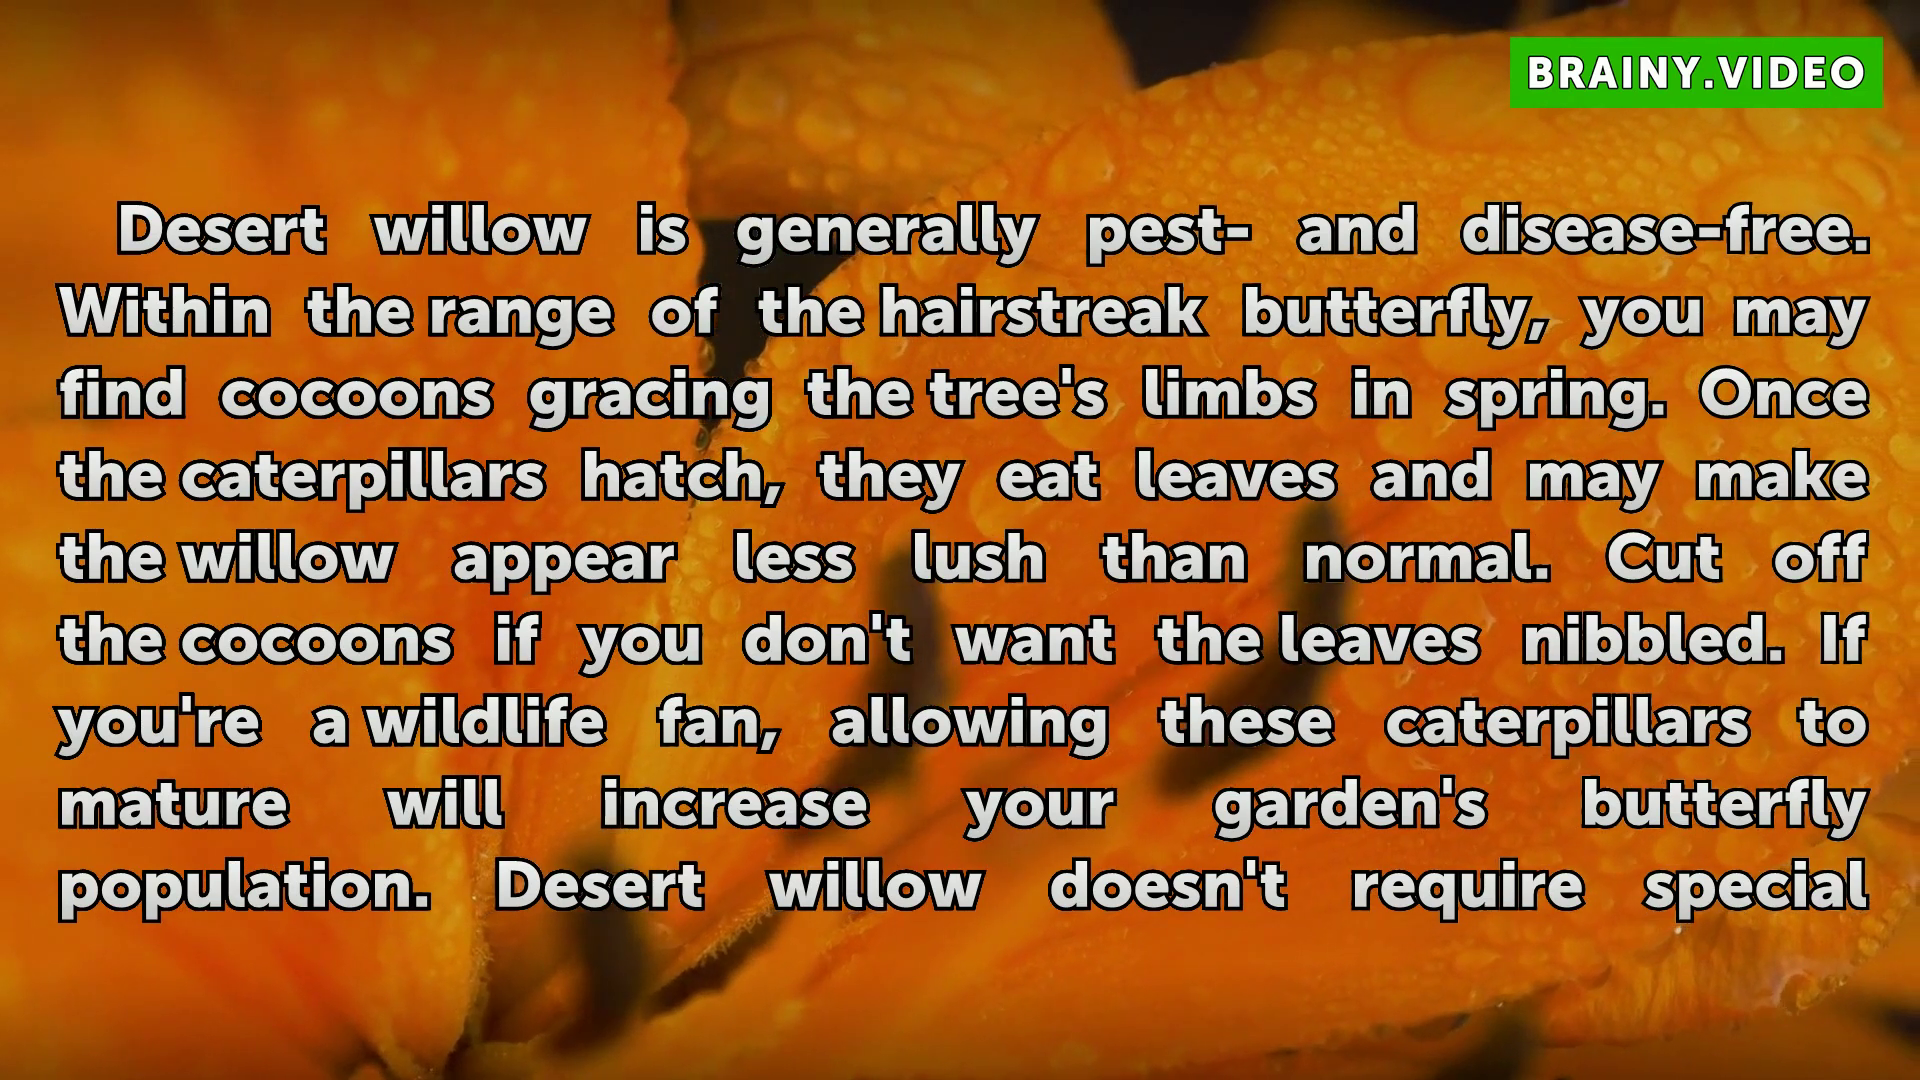 BRAINY.VIDEO
Desert willow is generally pest- and disease-free.
Within the range of the hairstreak butterfly, you may
find cocoons gracing the tree's limbs in spring. Once
the caterpillars hatch, they eat leaves and may make
the willow appear less lush than normal. Cut off
the cocoons if you don't want the leaves nibbled. If
you're a wildlife fan, allowing these caterpillars to
mature will increase your garden's butterfly
population. Desert willow doesn't require special